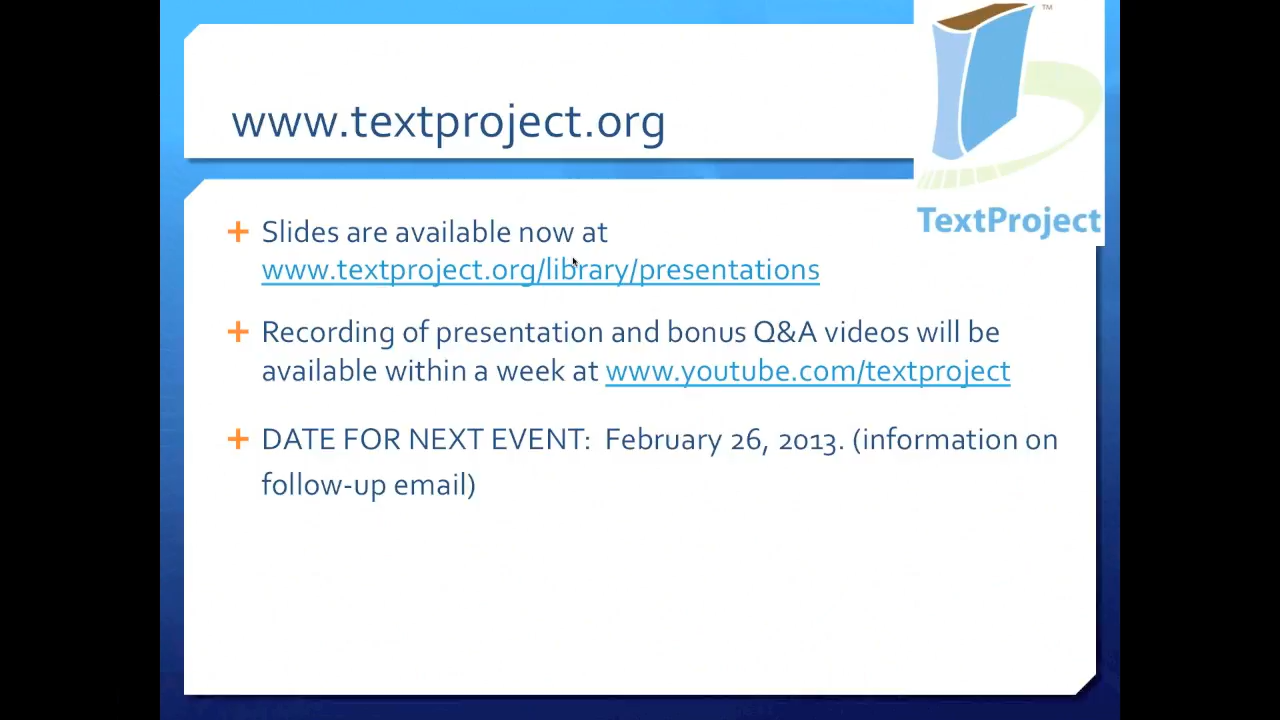 www.textproject.org
TM
TextProject
Slides are available now at
www.textproject.org/library/presentations
Recording of presentation and bonus Q&A videos will be
available within a week at www.youtube.com/textproject
DATE FOR NEXT EVENT: February 26, 2013. (information on
follow-up email)